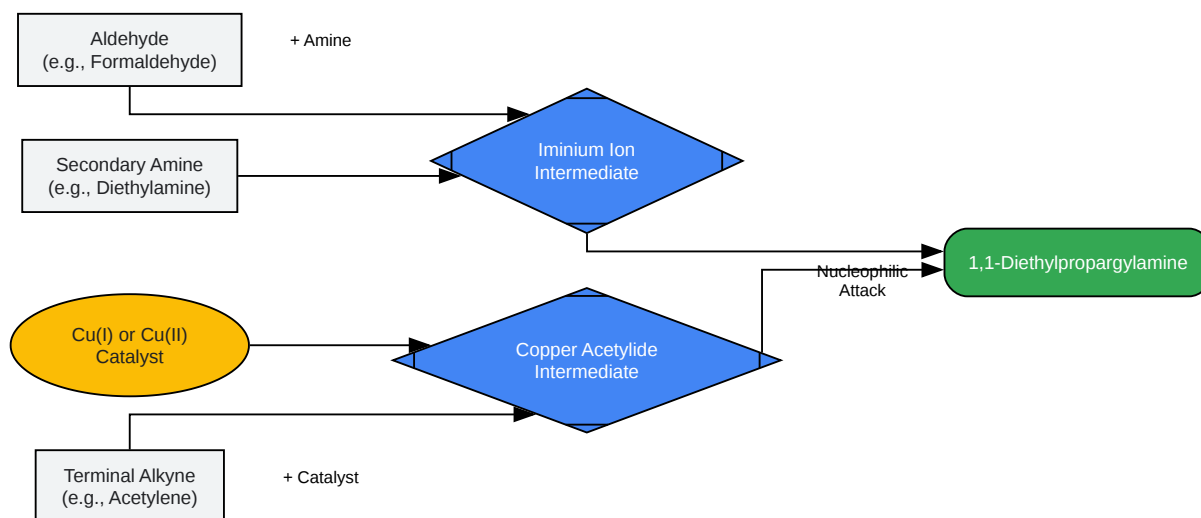 Aldehyde
(e.g., Formaldehyde)
+ Amine
Secondary Amine
(e.g., Diethylamine)
Iminium Ion
Intermediate
1,1-Diethylpropargylamine
Nucleophilic
Attack
Cu(I) or Cu(II)
Catalyst
Copper Acetylide
Intermediate
Terminal Alkyne
(e.g., Acetylene)
+ Catalyst